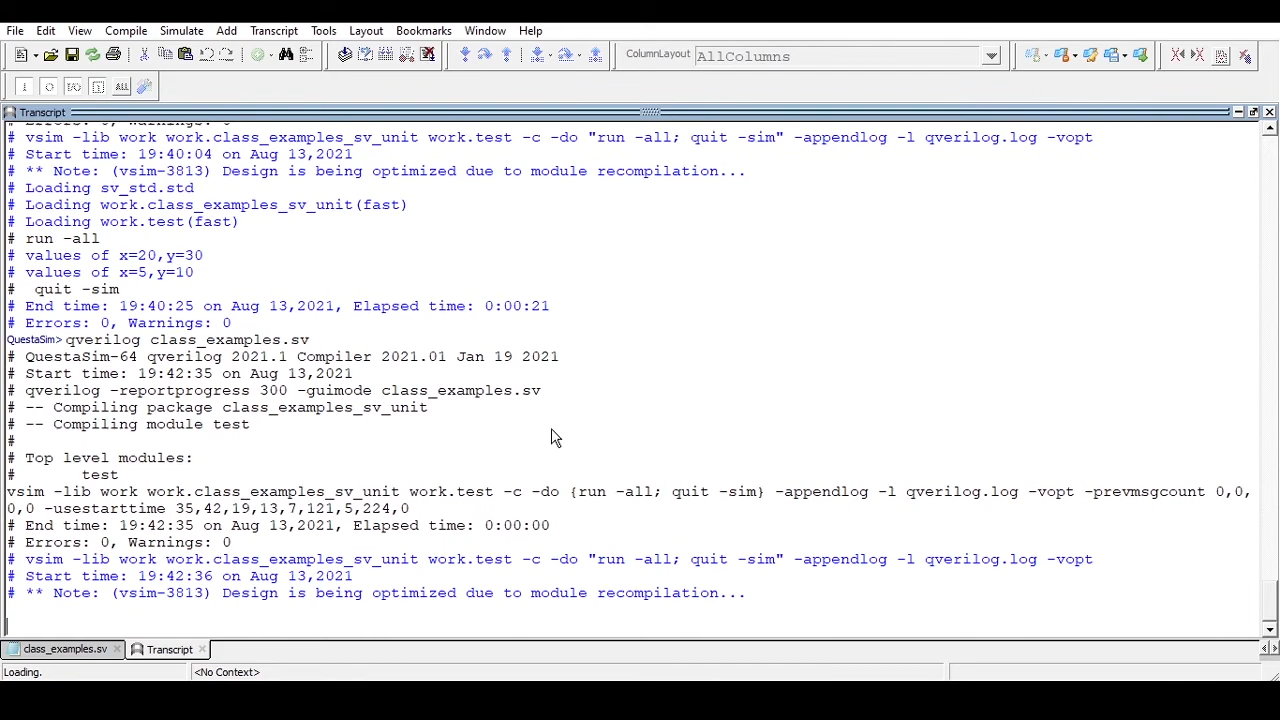 File Edit View Compile Simulate Add Transcript Tools Layout Bookmarks Window Help
ColumnLayout AllColumns
ALL
Transcript
# Errors: 0, Warnings: 0
# vsim -lib work work.class_examples_sv_unit work.test -c -do "run -all; quit -sim" -appendlog -l qverilog.log -vopt
# Start time: 19:40:04 on Aug 13,2021
# ** Note: (vsim-3813) Design is being optimized due to module recompilation...
# Loading sv_std.std
# Loading work.class_examples_sv_unit(fast)
# Loading work.test(fast)
# run -all
# values of x=20,y=30
# values of x=5,y=10
#  quit -sim
# End time: 19:40:25 on Aug 13,2021, Elapsed time: 0:00:21
# Errors: 0, Warnings: 0
QuestaSim> qverilog class_examples.sv
# QuestaSim-64 qverilog 2021.1 Compiler 2021.01 Jan 19 2021
# Start time: 19:42:35 on Aug 13,2021
# qverilog -reportprogress 300 -guimode class_examples.sv
# -- Compiling package class_examples_sv_unit
# -- Compiling module test
#
# Top level modules:
#       test
vsim -lib work work.class_examples_sv_unit work.test -c -do {run -all; quit -sim} -appendlog -l qverilog.log -vopt -prevmsgcount 0,0,
0,0 -usestarttime 35,42,19,13,7,121,5,224,0
# End time: 19:42:35 on Aug 13,2021, Elapsed time: 0:00:00
# Errors: 0, Warnings: 0
# vsim -lib work work.class_examples_sv_unit work.test -c -do "run -all; quit -sim" -appendlog -l qverilog.log -vopt
# Start time: 19:42:36 on Aug 13,2021
# ** Note: (vsim-3813) Design is being optimized due to module recompilation...
class_examples.sv Transcript
Loading. <No Context>